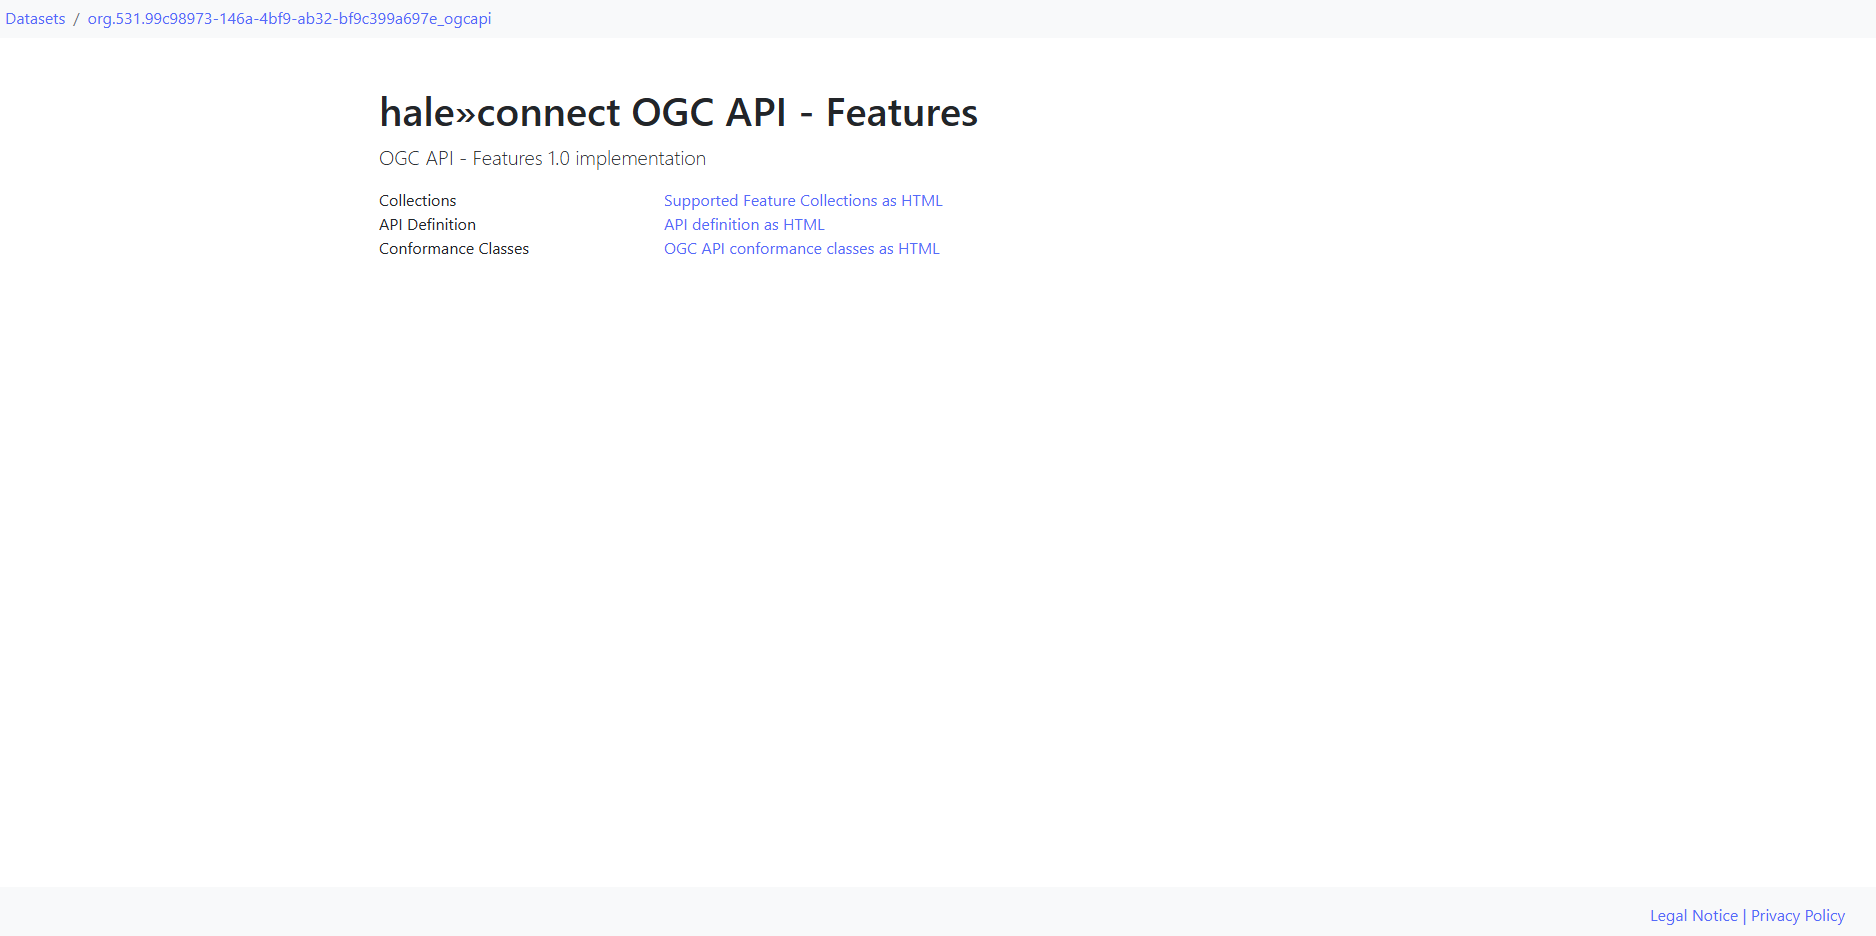 Datasets / org.531.99c98973-146a-4bf9-ab32-bf9c399a697e_ogcapi
hale»connect OGC API - Features
OGC API - Features 1.0 implementation
Collections Supported Feature Collections as HTML
API Definition API definition as HTML
Conformance Classes OGC API conformance classes as HTML
Legal Notice | Privacy Policy